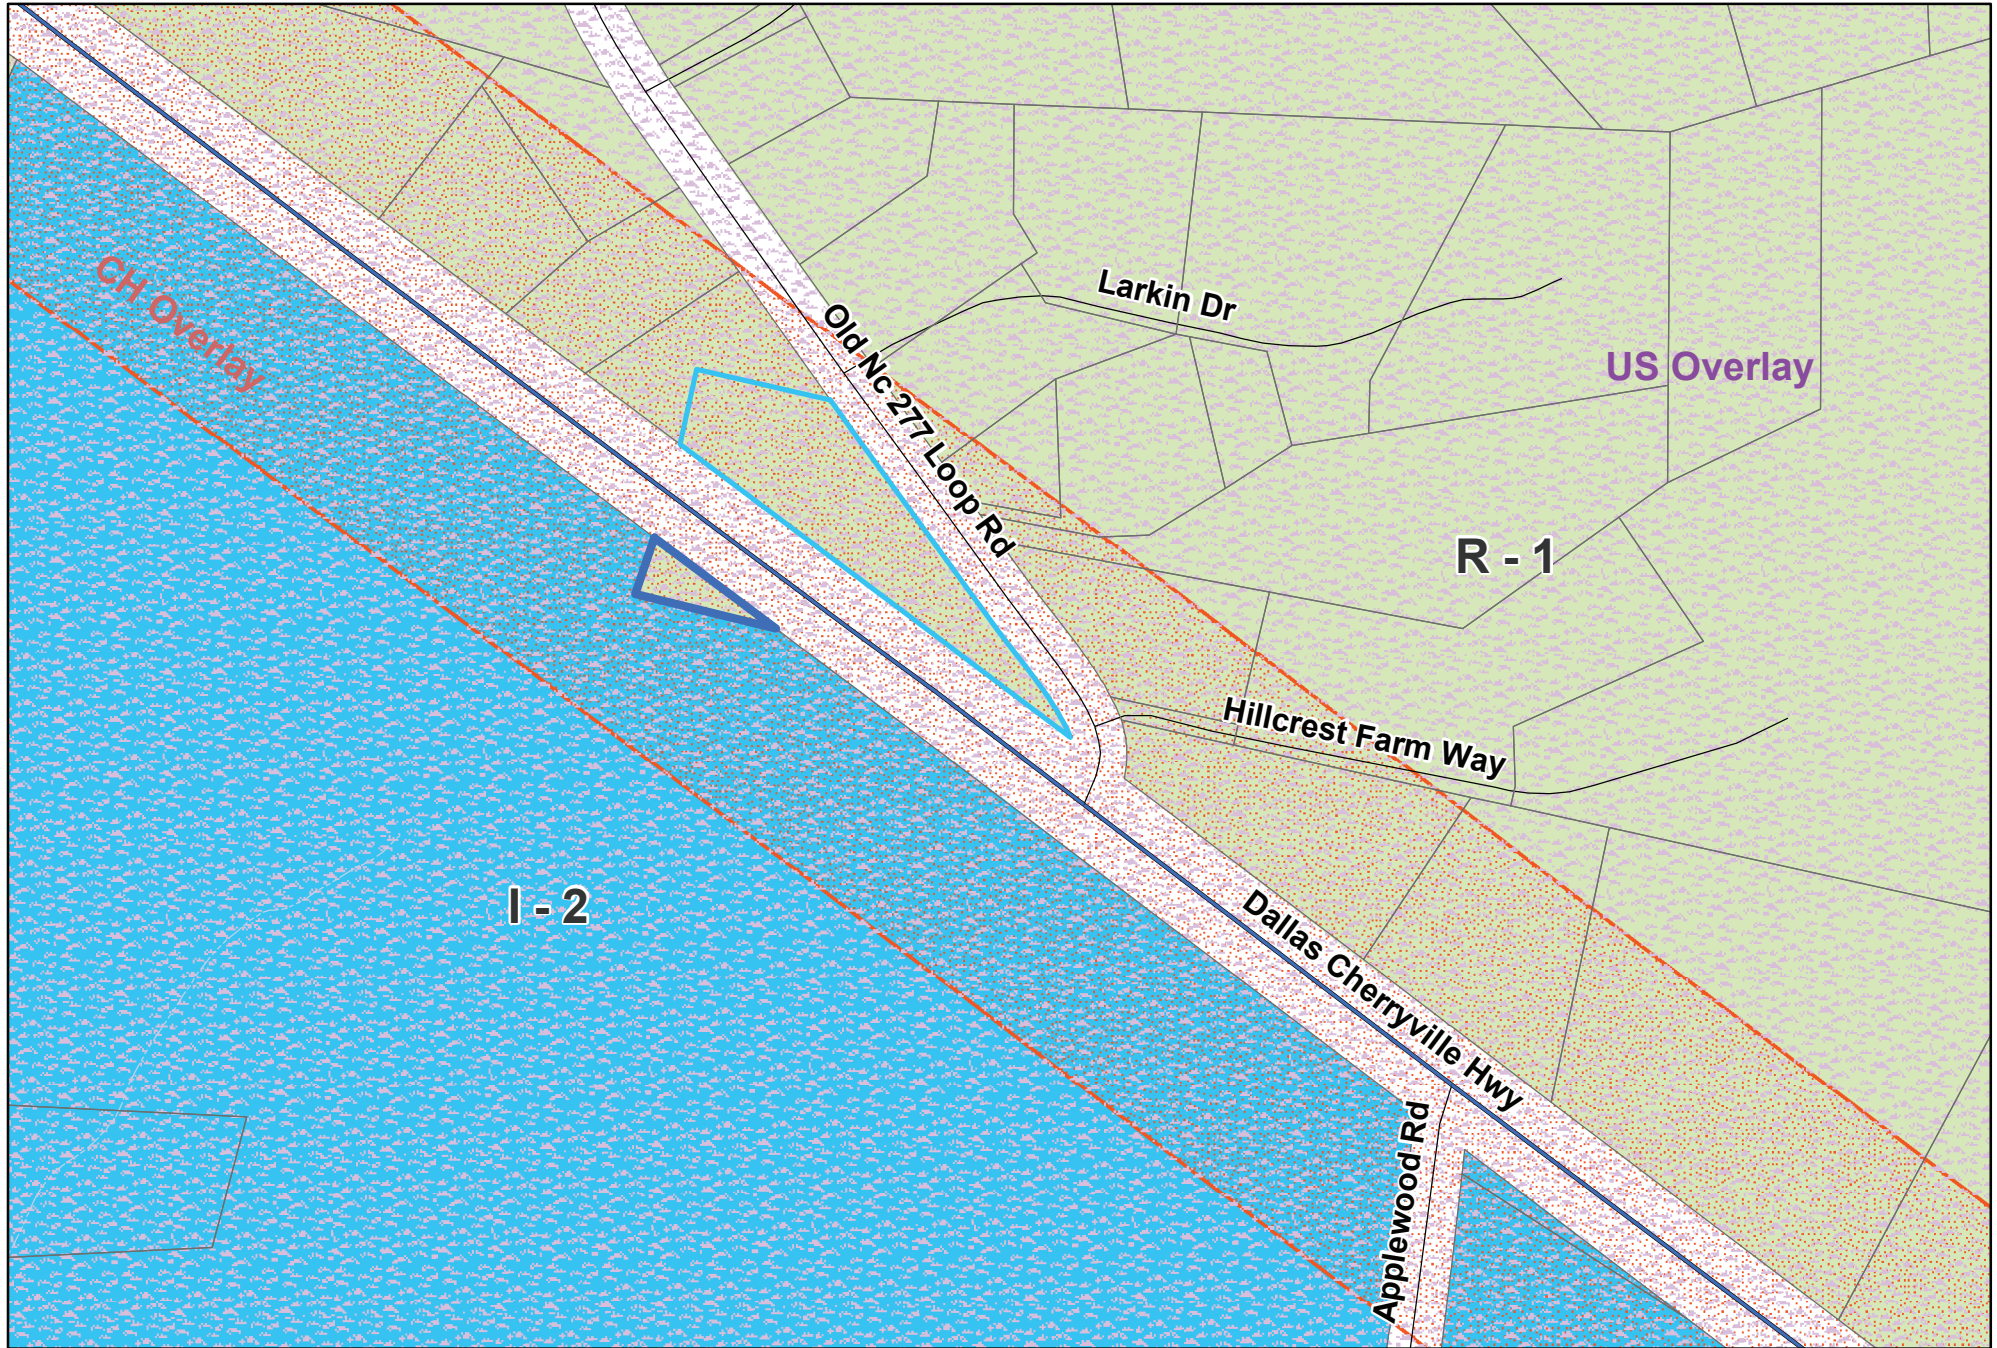 CH Overlay
Larkin Dr
Old Nc 277 Loop Rd
US Overlay
R - 1
Hillcrest Farm Way
I - 2
Dallas Cherryville Hwy
Applewood Rd